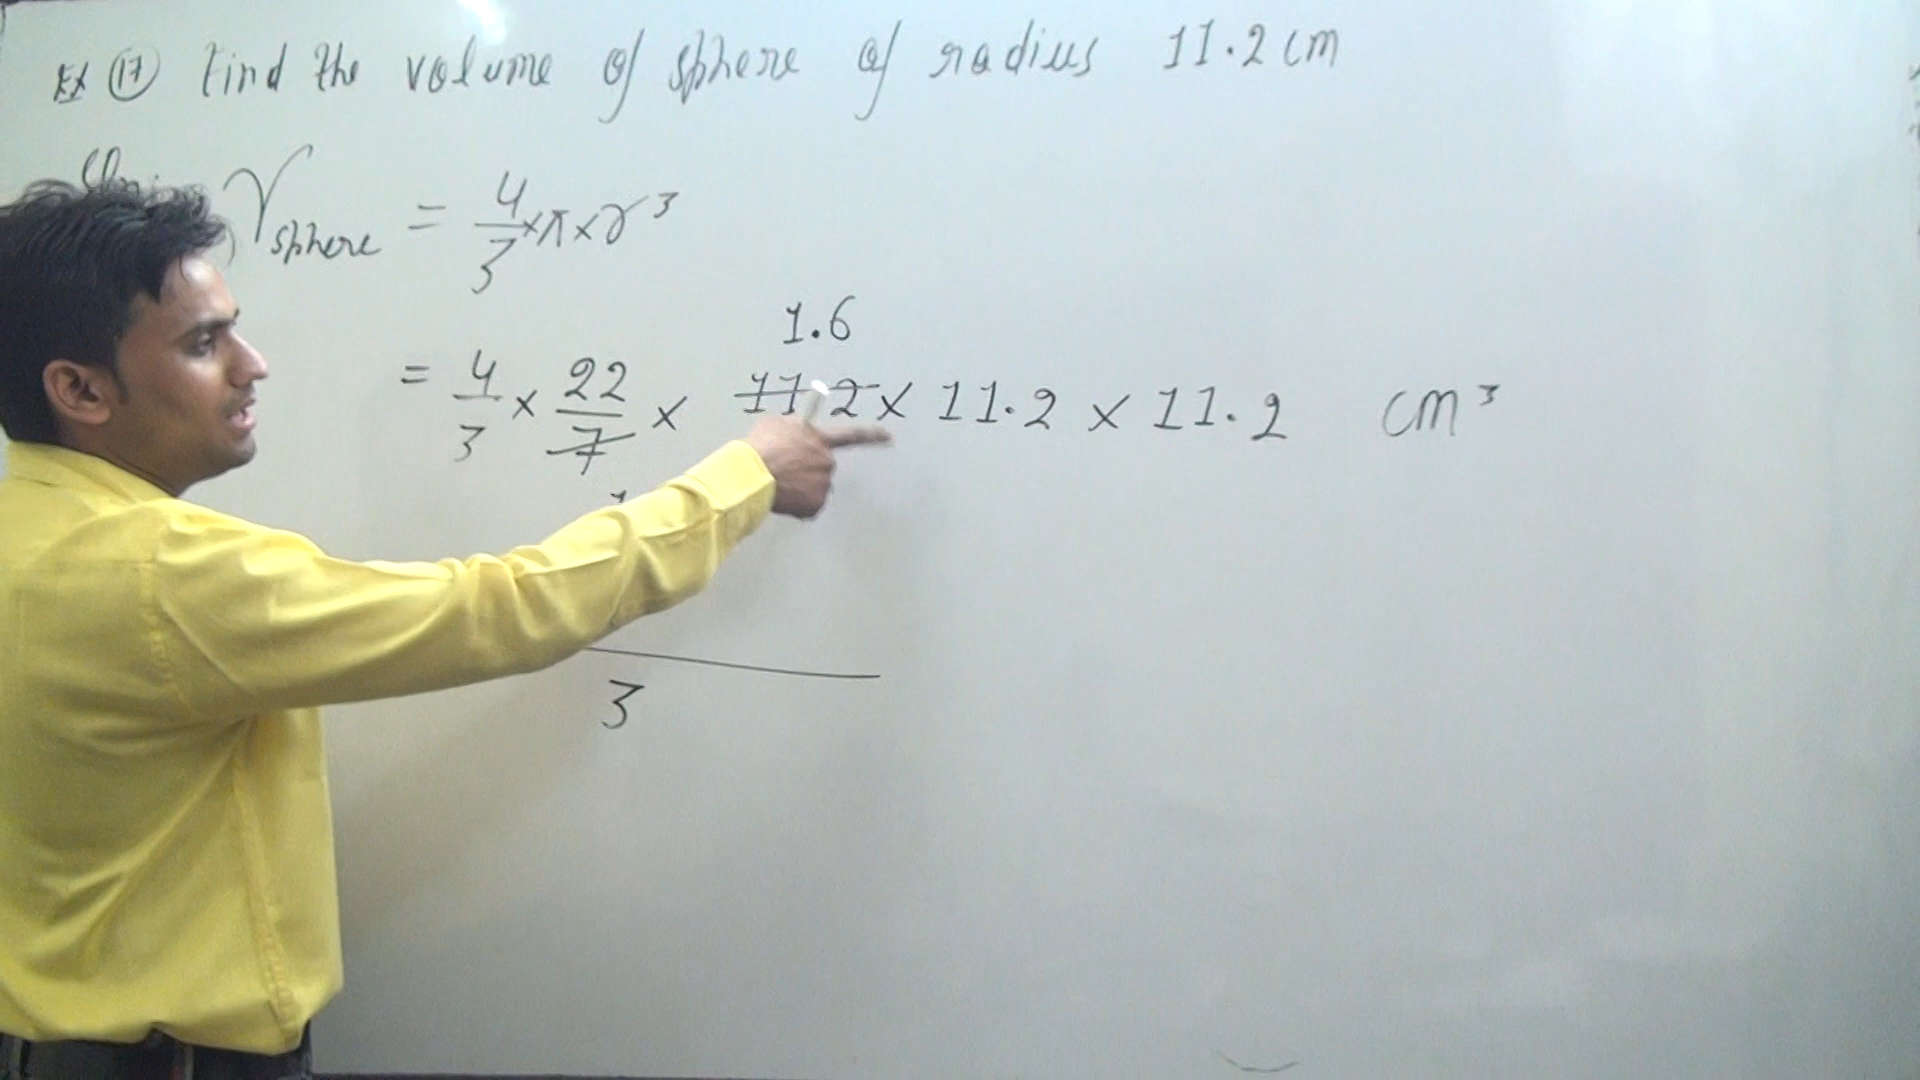 Ex 17 Find the volume of sphere of radius 11.2 cm
V sphere = 4/3 × π × r³
1.6
= 4/3 × 22/7 × 11.2 × 11.2 × 11.2 cm³
1
3